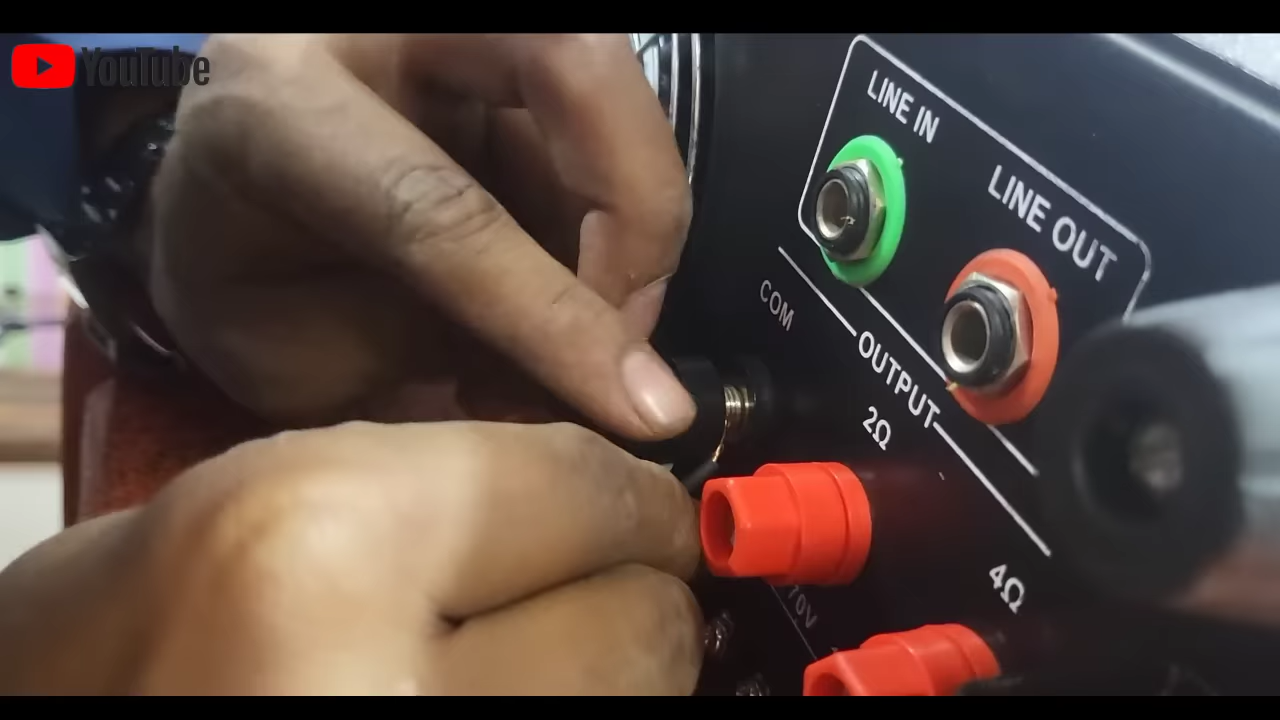 YouTube
LINE IN
LINE OUT
COM
OUTPUT
2Ω
4Ω
70V